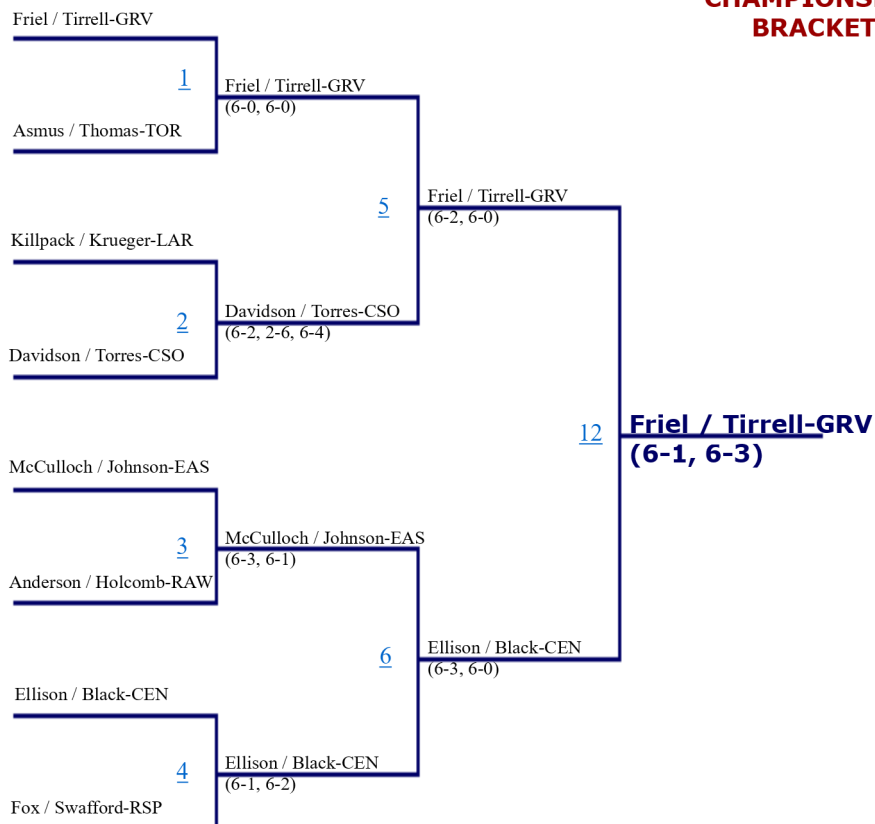 BRACKET
Friel / Tirrell-GRV
1
Friel / Tirrell-GRV
(6-0, 6-0)
Asmus / Thomas-TOR
5
Friel / Tirrell-GRV
(6-2, 6-0)
Killpack / Krueger-LAR
2
Davidson / Torres-CSO
(6-2, 2-6, 6-4)
Davidson / Torres-CSO
12
Friel / Tirrell-GRV
(6-1, 6-3)
McCulloch / Johnson-EAS
3
McCulloch / Johnson-EAS
(6-3, 6-1)
Anderson / Holcomb-RAW
6
Ellison / Black-CEN
(6-3, 6-0)
Ellison / Black-CEN
4
Ellison / Black-CEN
(6-1, 6-2)
Fox / Swafford-RSP